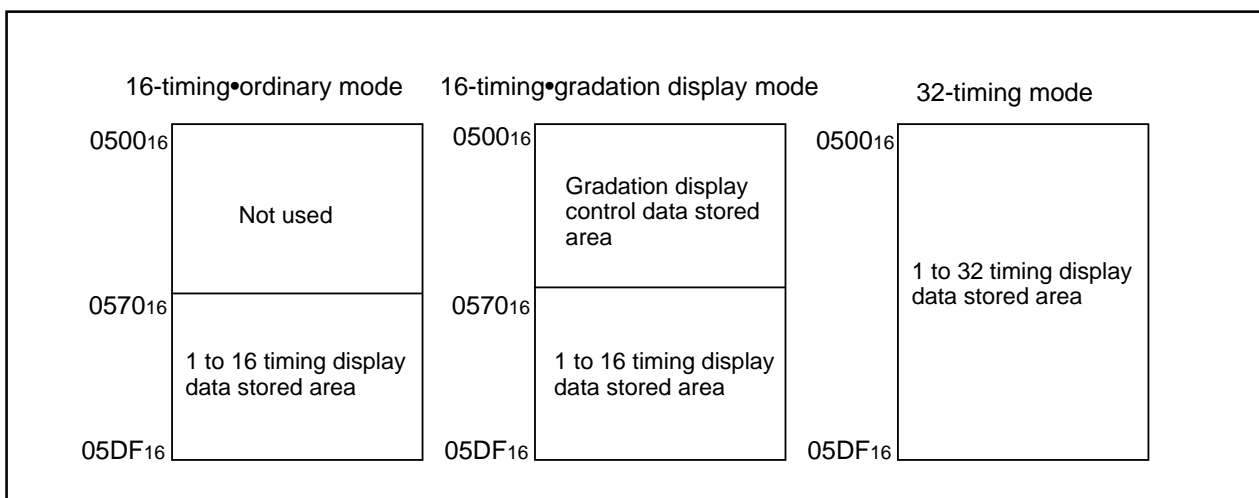 16-timing•ordinary mode
0500₁₆
Not used
0570₁₆
1 to 16 timing display
data stored area
05DF₁₆
16-timing•gradation display mode
0500₁₆
Gradation display
control data stored
area
0570₁₆
1 to 16 timing display
data stored area
05DF₁₆
32-timing mode
0500₁₆
1 to 32 timing display
data stored area
05DF₁₆